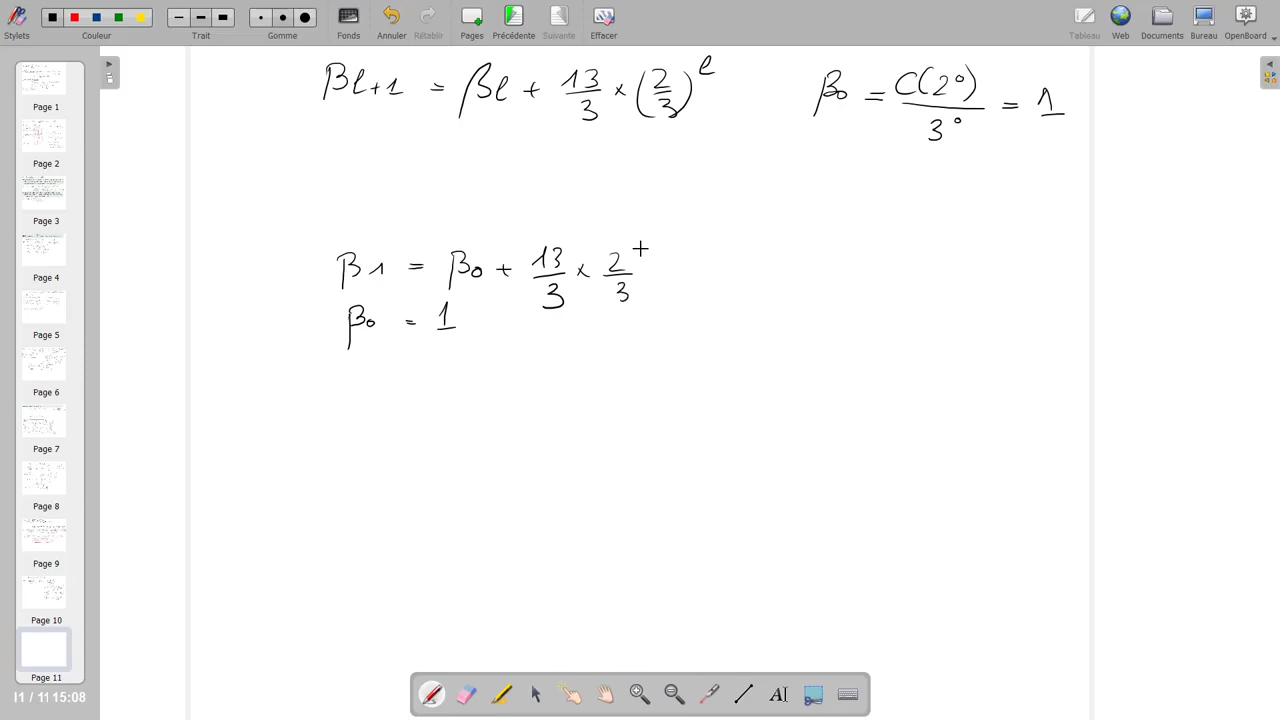 Stylets Couleur Trait Gomme Fonds Annuler Rétablir Pages Précédente Suivante Effacer Tableau Web Documents Bureau OpenBoard
βℓ+1 = βℓ + 13/3 × (2/3)^ℓ
β0 = C(2^0)/3^0 = 1
β1 = β0 + 13/3 × 2/3 +
β0 = 1
Page 1
Page 2
Page 3
Page 4
Page 5
Page 6
Page 7
Page 8
Page 9
Page 10
Page 11
15:08